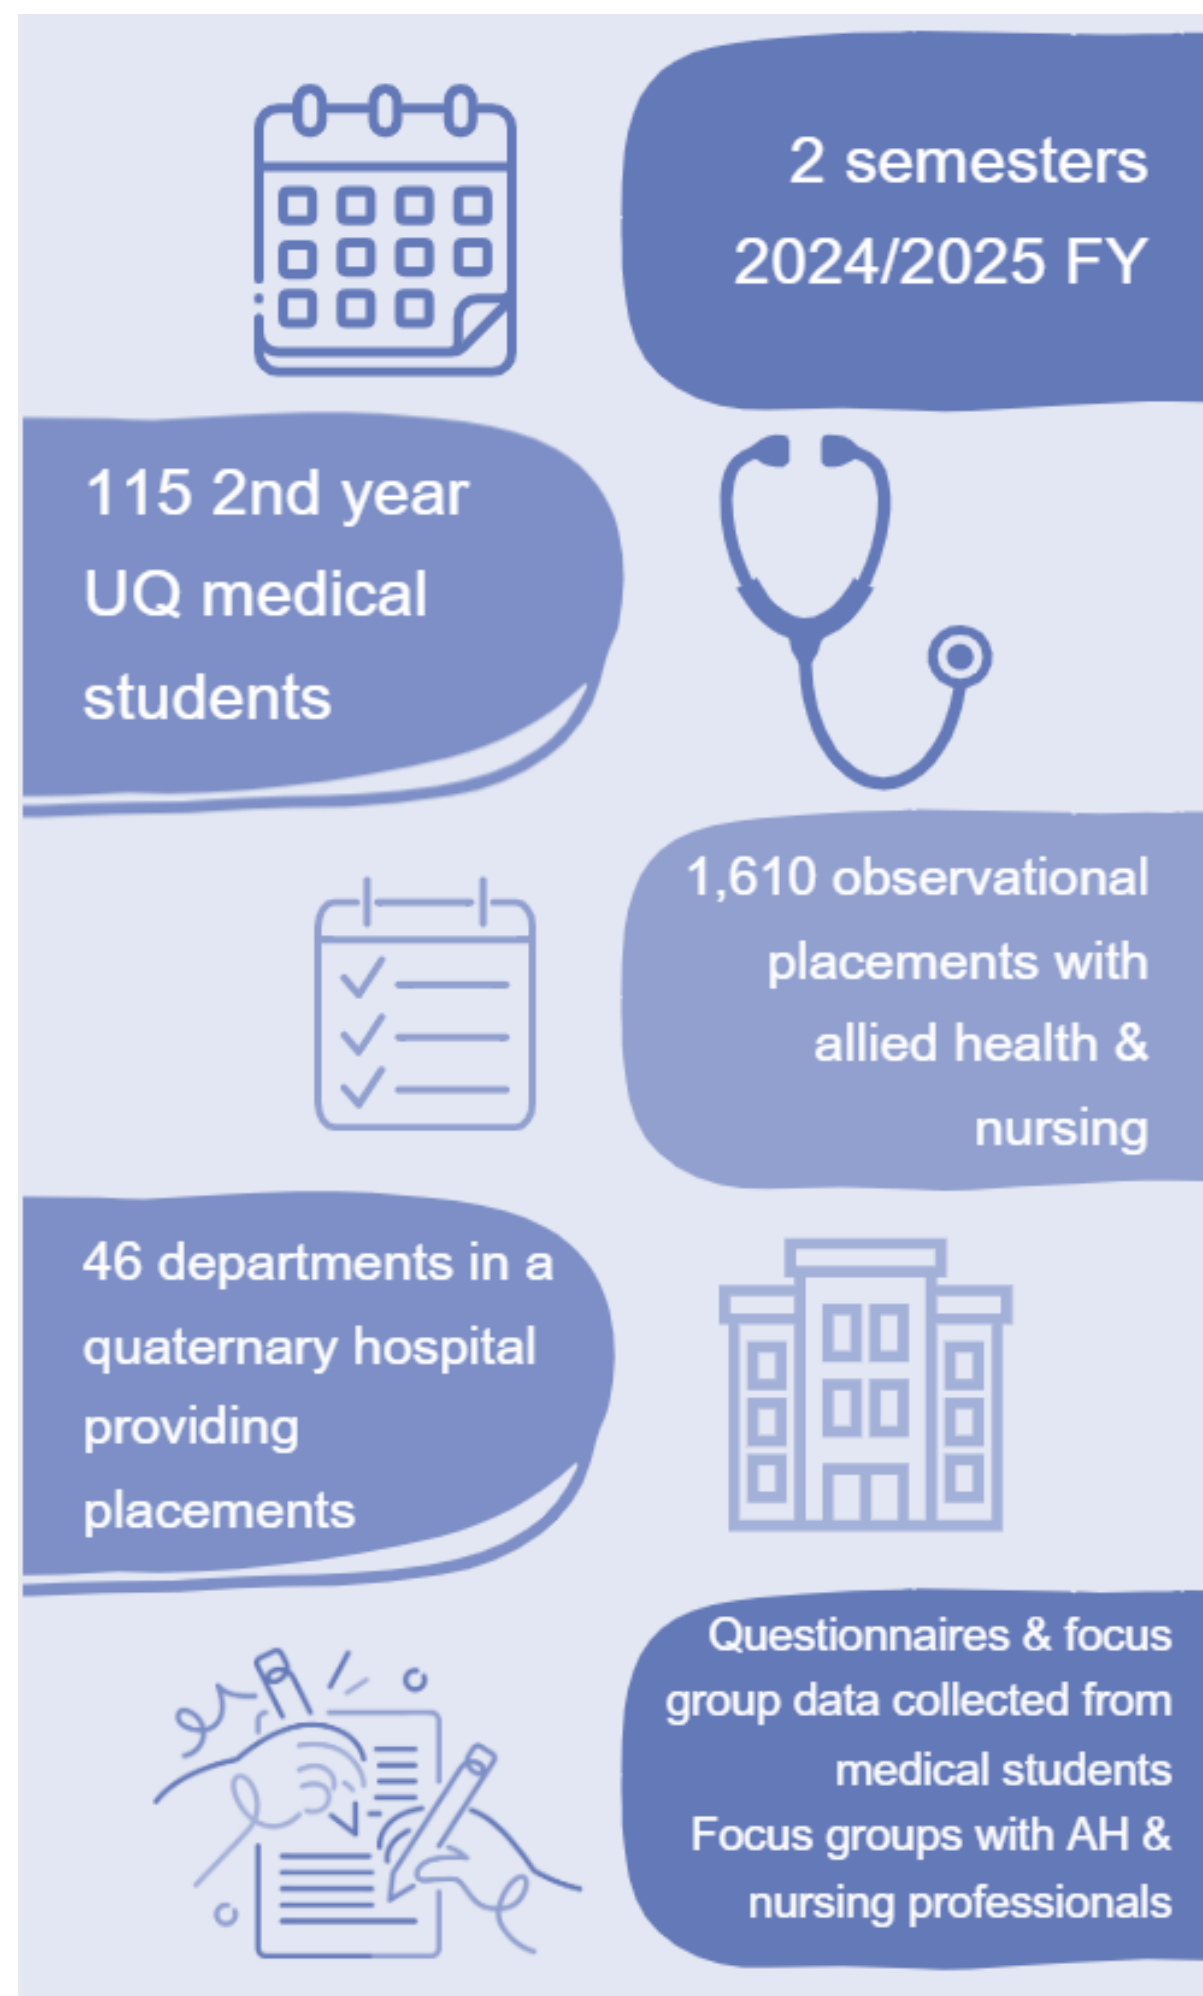 2 semesters
2024/2025 FY
115 2nd year
UQ medical
students
1,610 observational
placements with
allied health &
nursing
46 departments in a
quaternary hospital
providing
placements
Questionnaires & focus
group data collected from
medical students
Focus groups with AH &
nursing professionals